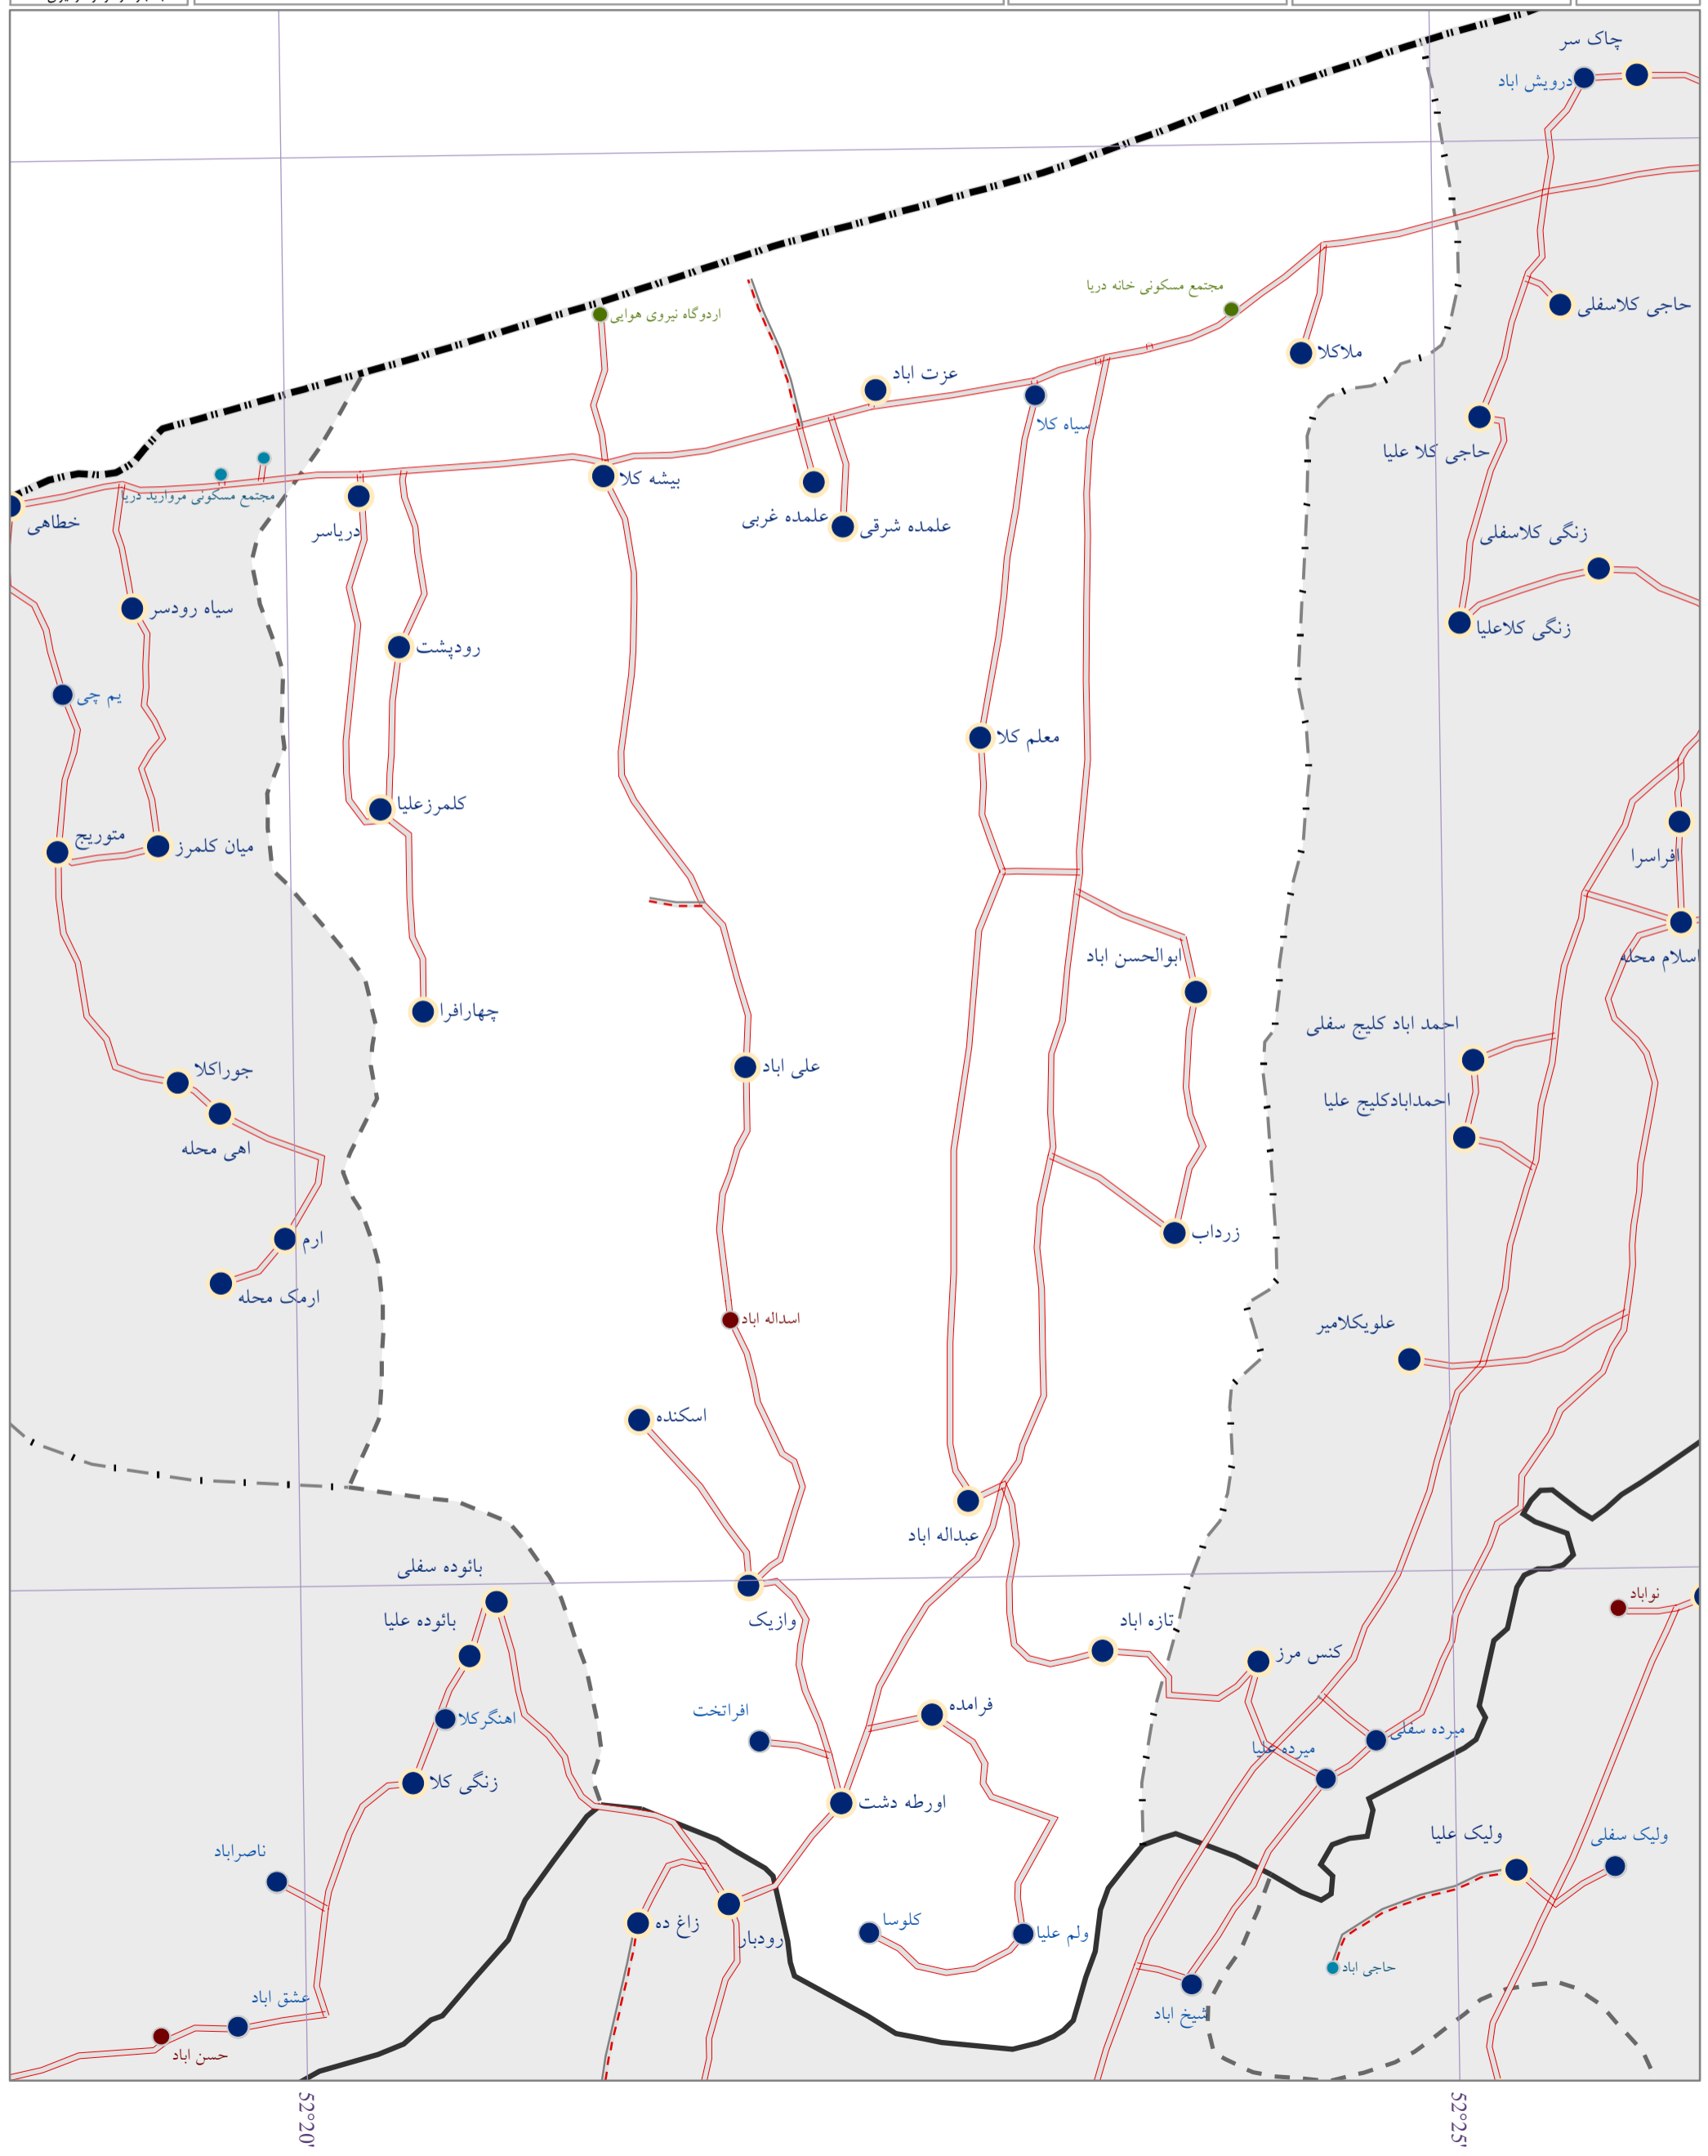 چاک سر
درویش اباد
مجتمع مسکونی خانه دریا
حاجی کلاسفلی
اردوگاه نیروی هوایی
ملاکلا
عزت اباد
سیاه کلا
حاجی کلا علیا
بیشه کلا
مجتمع مسکونی مروارید دریا
علمده غربی
علمده شرقی
خطاهی
دریاسر
زنگی کلاسفلی
سیاه رودسر
زنگی کلاعلیا
رودپشت
یم چی
معلم کلا
کلمرزعلیا
متوریج
میان کلمرز
افراسرا
ابوالحسن اباد
اسلام محله
چهارافرا
احمد اباد کلیج سفلی
علی اباد
جوراکلا
احمدابادکلیج علیا
اهی محله
زرداب
ارم
ارمک محله
اسداله اباد
علویکلامیر
اسکنده
عبداله اباد
بائوده سفلی
نواباد
وازیک
بائوده علیا
تازه اباد
کنس مرز
فرامده
افراتخت
اهنگرکلا
میرده سفلی
میرده علیا
زنگی کلا
اورطه دشت
ولیک علیا
ولیک سفلی
ناصراباد
کلوسا
زاغ ده
رودبار
ولم علیا
حاجی اباد
عشق اباد
شیخ اباد
حسن اباد
52°20'
52°25'